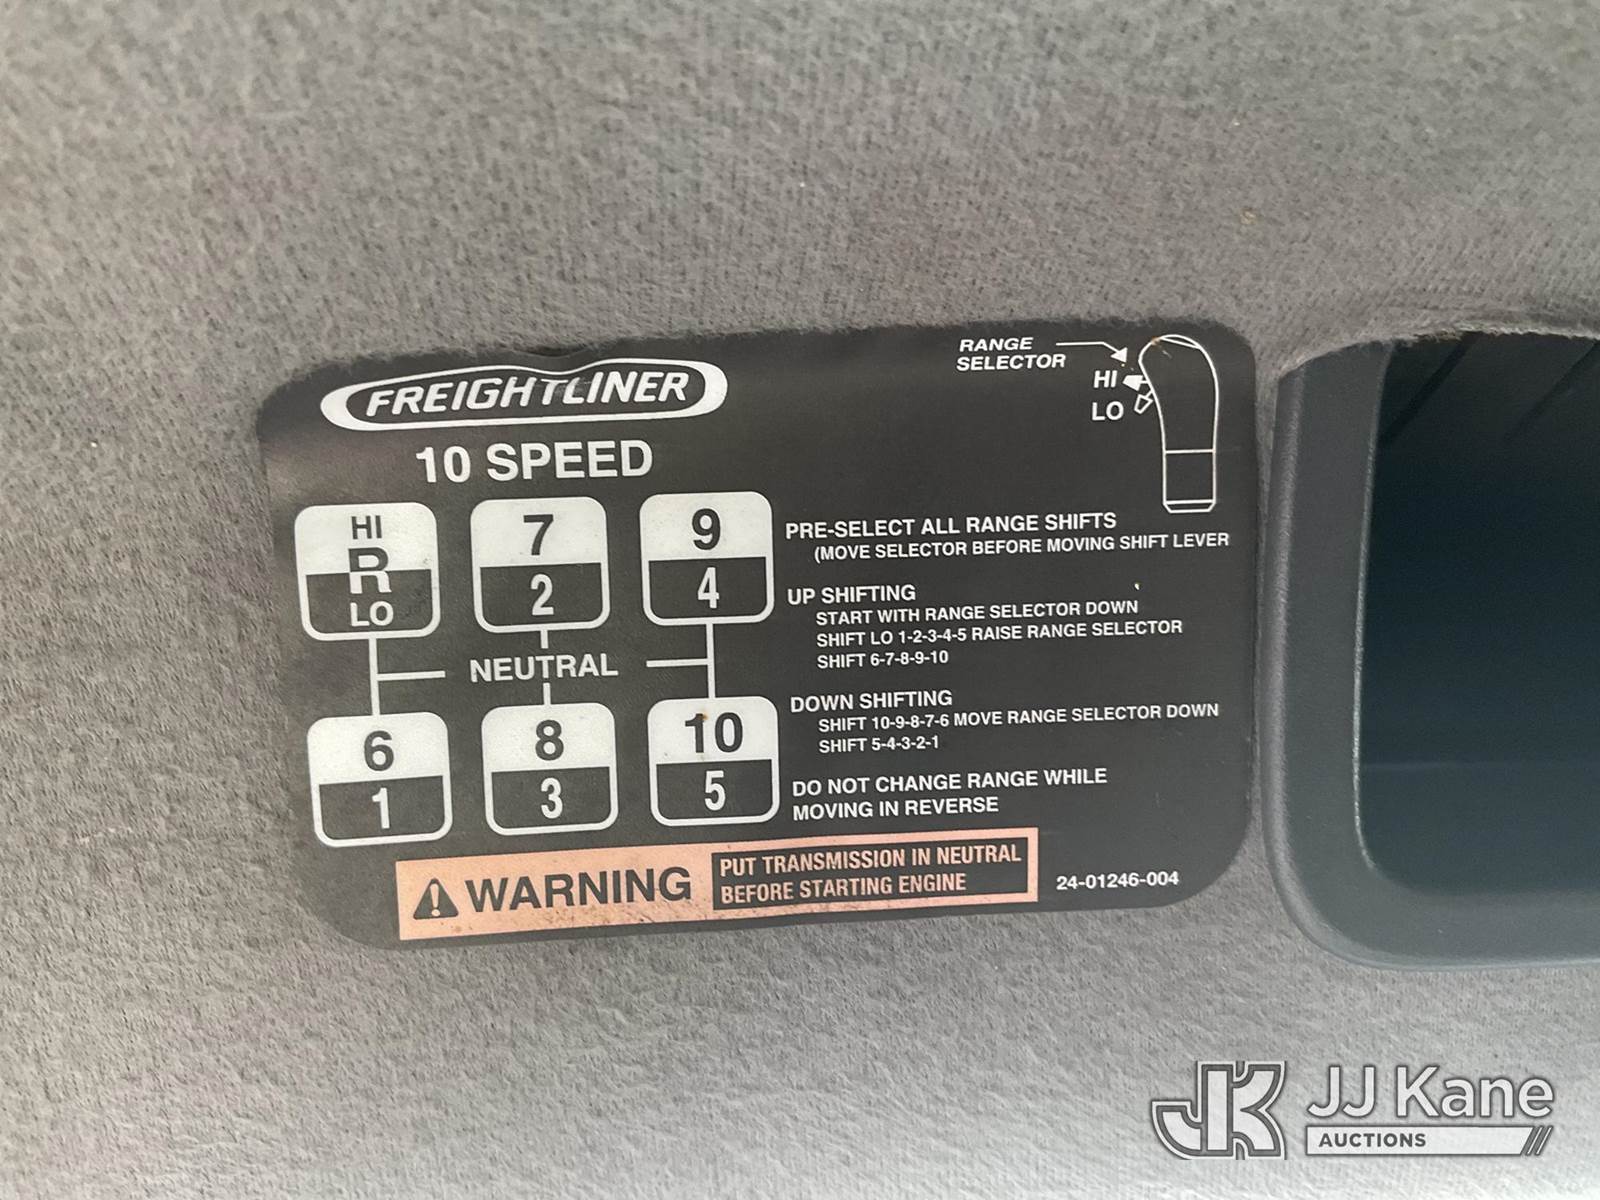 FREIGHTLINER
10 SPEED
RANGE
SELECTOR
HI
LO
HI
R
LO
7
2
9
4
NEUTRAL
6
1
8
3
10
5
PRE-SELECT ALL RANGE SHIFTS
(MOVE SELECTOR BEFORE MOVING SHIFT LEVER
UP SHIFTING
START WITH RANGE SELECTOR DOWN
SHIFT LO 1-2-3-4-5 RAISE RANGE SELECTOR
SHIFT 6-7-8-9-10
DOWN SHIFTING
SHIFT 10-9-8-7-6 MOVE RANGE SELECTOR DOWN
SHIFT 5-4-3-2-1
DO NOT CHANGE RANGE WHILE
MOVING IN REVERSE
WARNING
PUT TRANSMISSION IN NEUTRAL
BEFORE STARTING ENGINE
24-01246-004
JK
JJ Kane
AUCTIONS